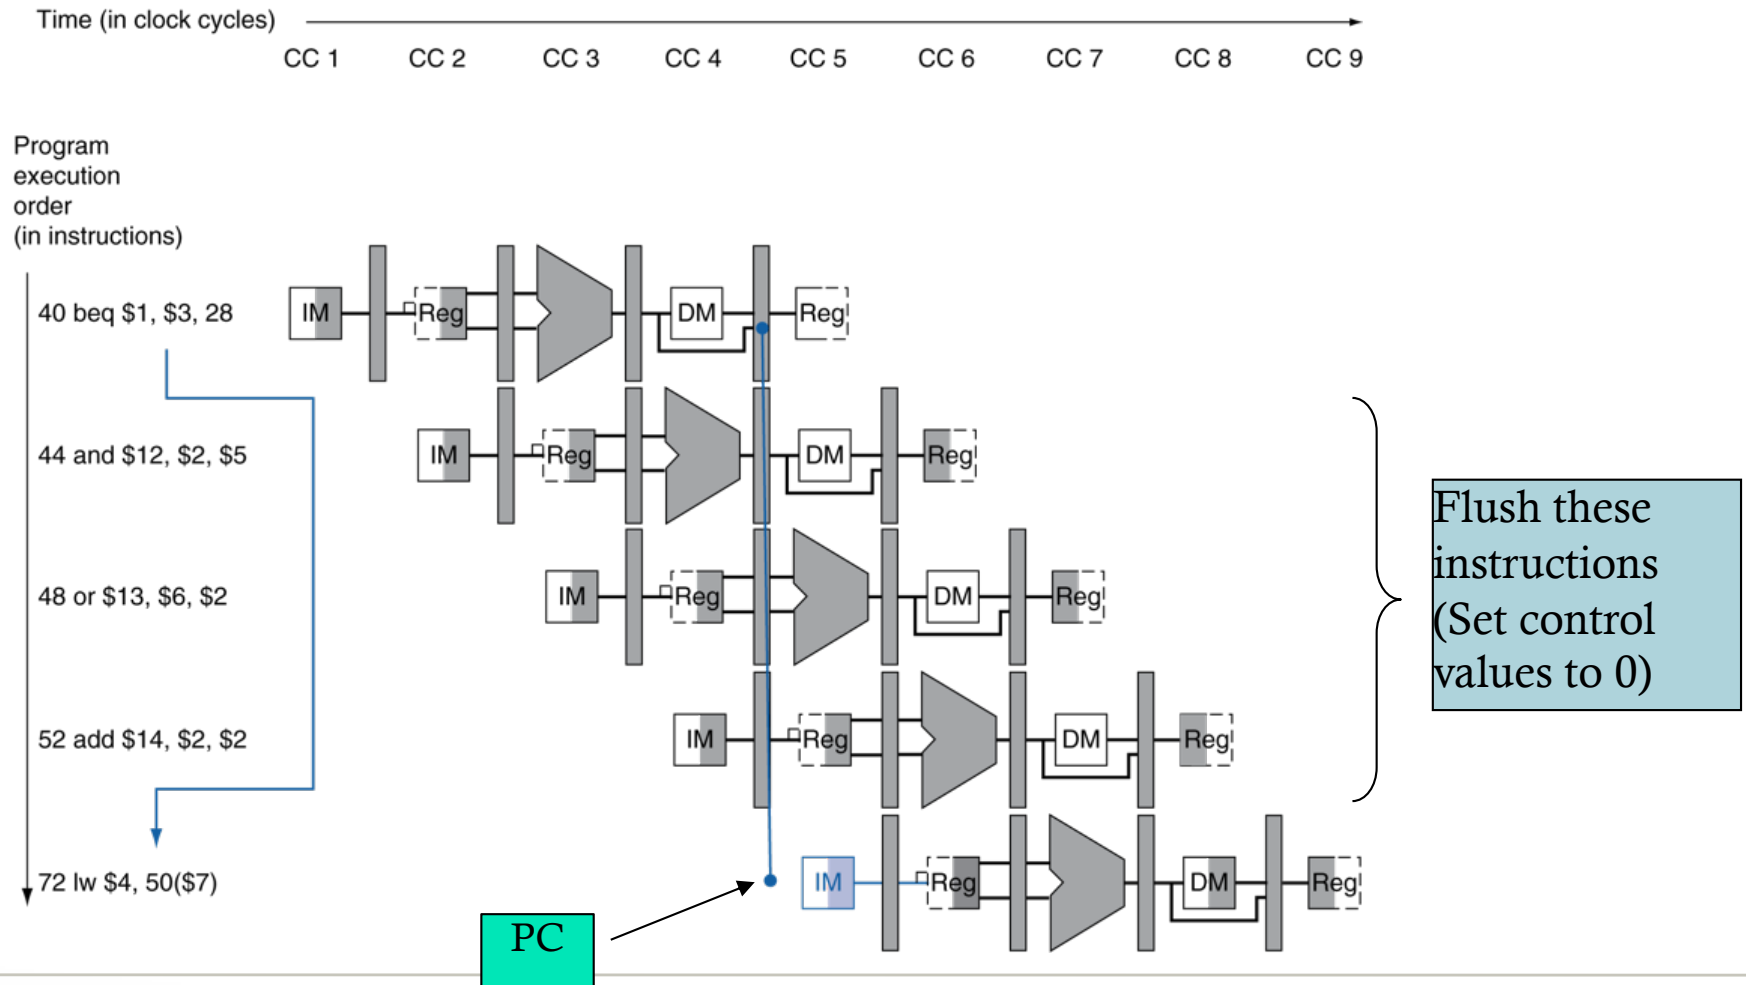 Time (in clock cycles)
CC 1 CC 2 CC 3 CC 4 CC 5 CC 6 CC 7 CC 8 CC 9
Program
execution
order
(in instructions)
40 beq $1, $3, 28
IM Reg DM Reg
44 and $12, $2, $5
IM Reg DM Reg
48 or $13, $6, $2
IM Reg DM Reg
52 add $14, $2, $2
IM Reg DM Reg
72 lw $4, 50($7)
IM Reg DM Reg
Flush these
instructions
(Set control
values to 0)
PC